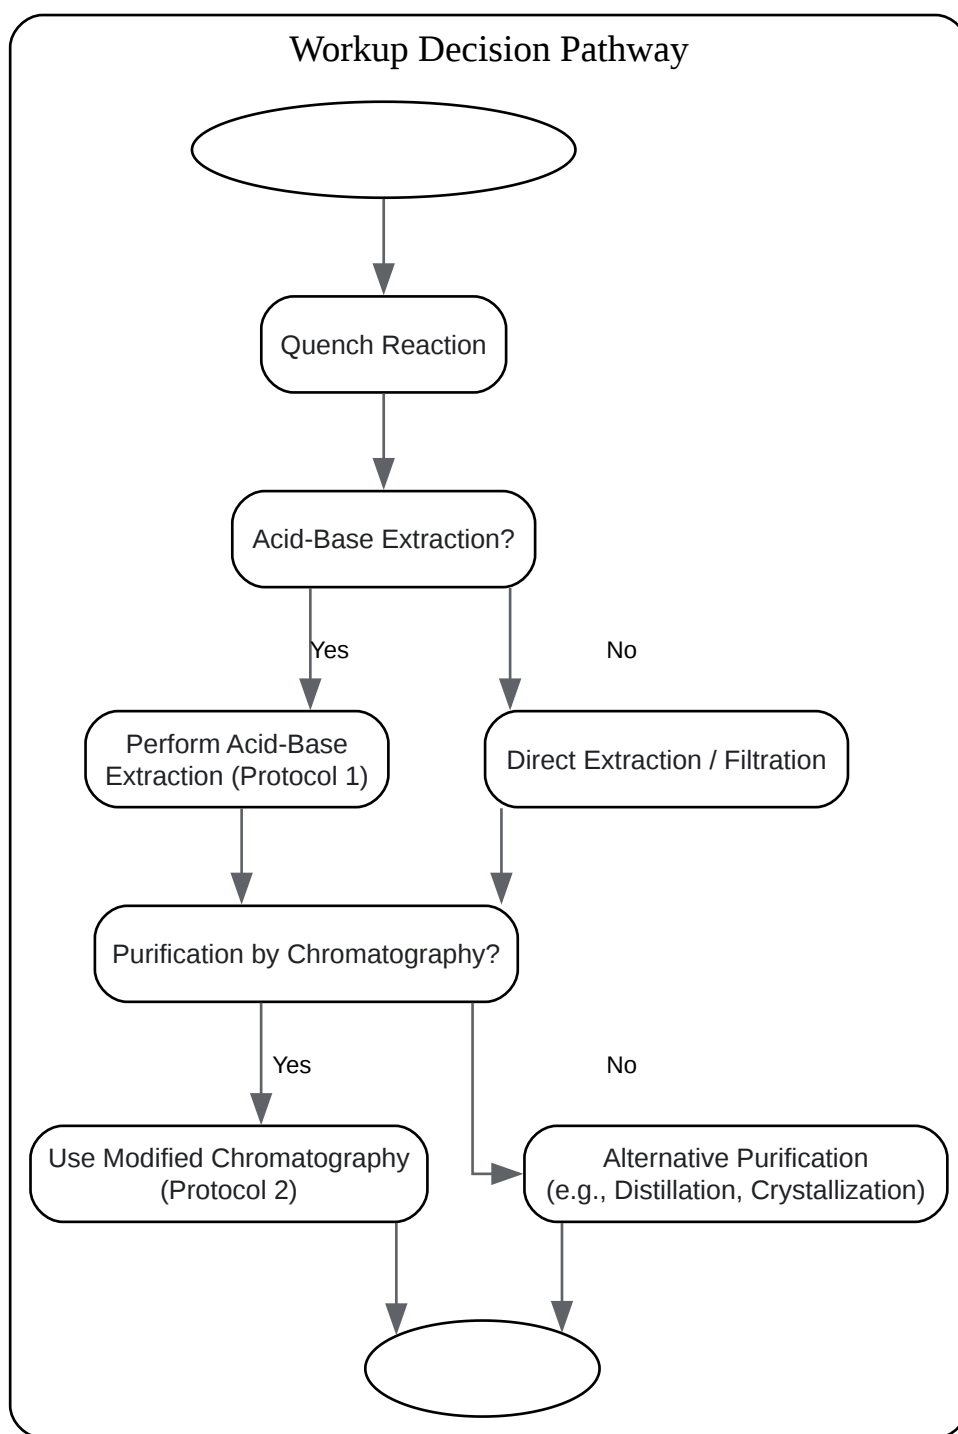 Workup Decision Pathway
Quench Reaction
Acid-Base Extraction?
Yes
No
Perform Acid-Base
Extraction (Protocol 1)
Direct Extraction / Filtration
Purification by Chromatography?
Yes
No
Use Modified Chromatography
(Protocol 2)
Alternative Purification
(e.g., Distillation, Crystallization)